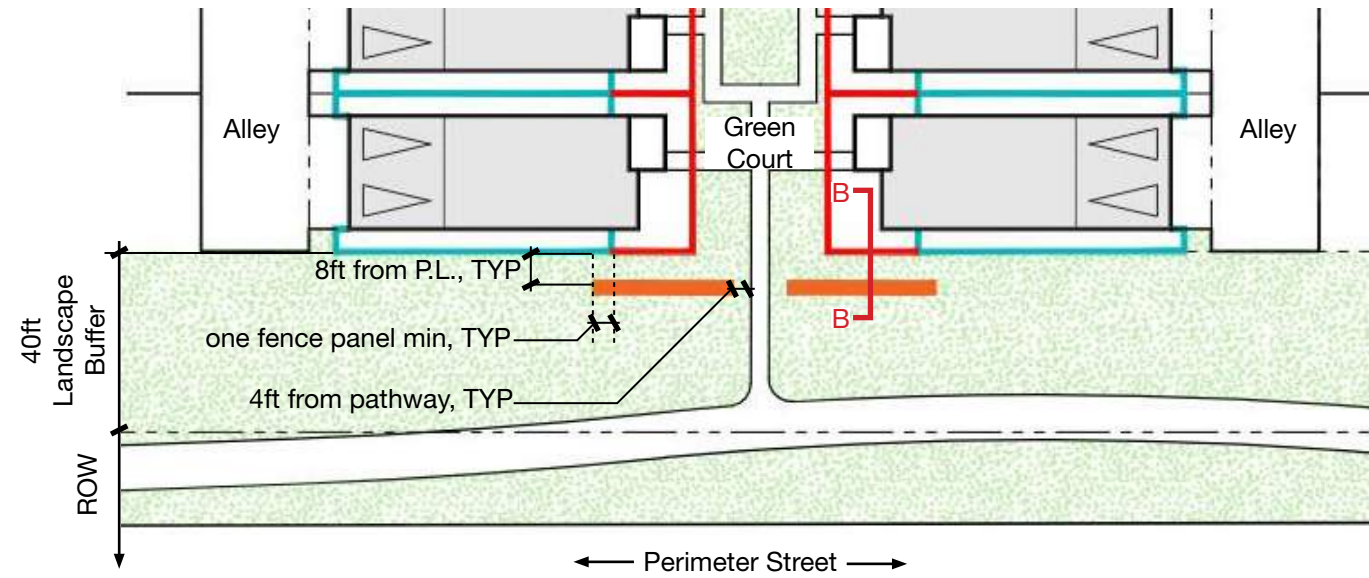 Alley
Green
Court
Alley
B
8ft from P.L., TYP
B
one fence panel min, TYP
40ft
Landscape
Buffer
4ft from pathway, TYP
ROW
Perimeter Street